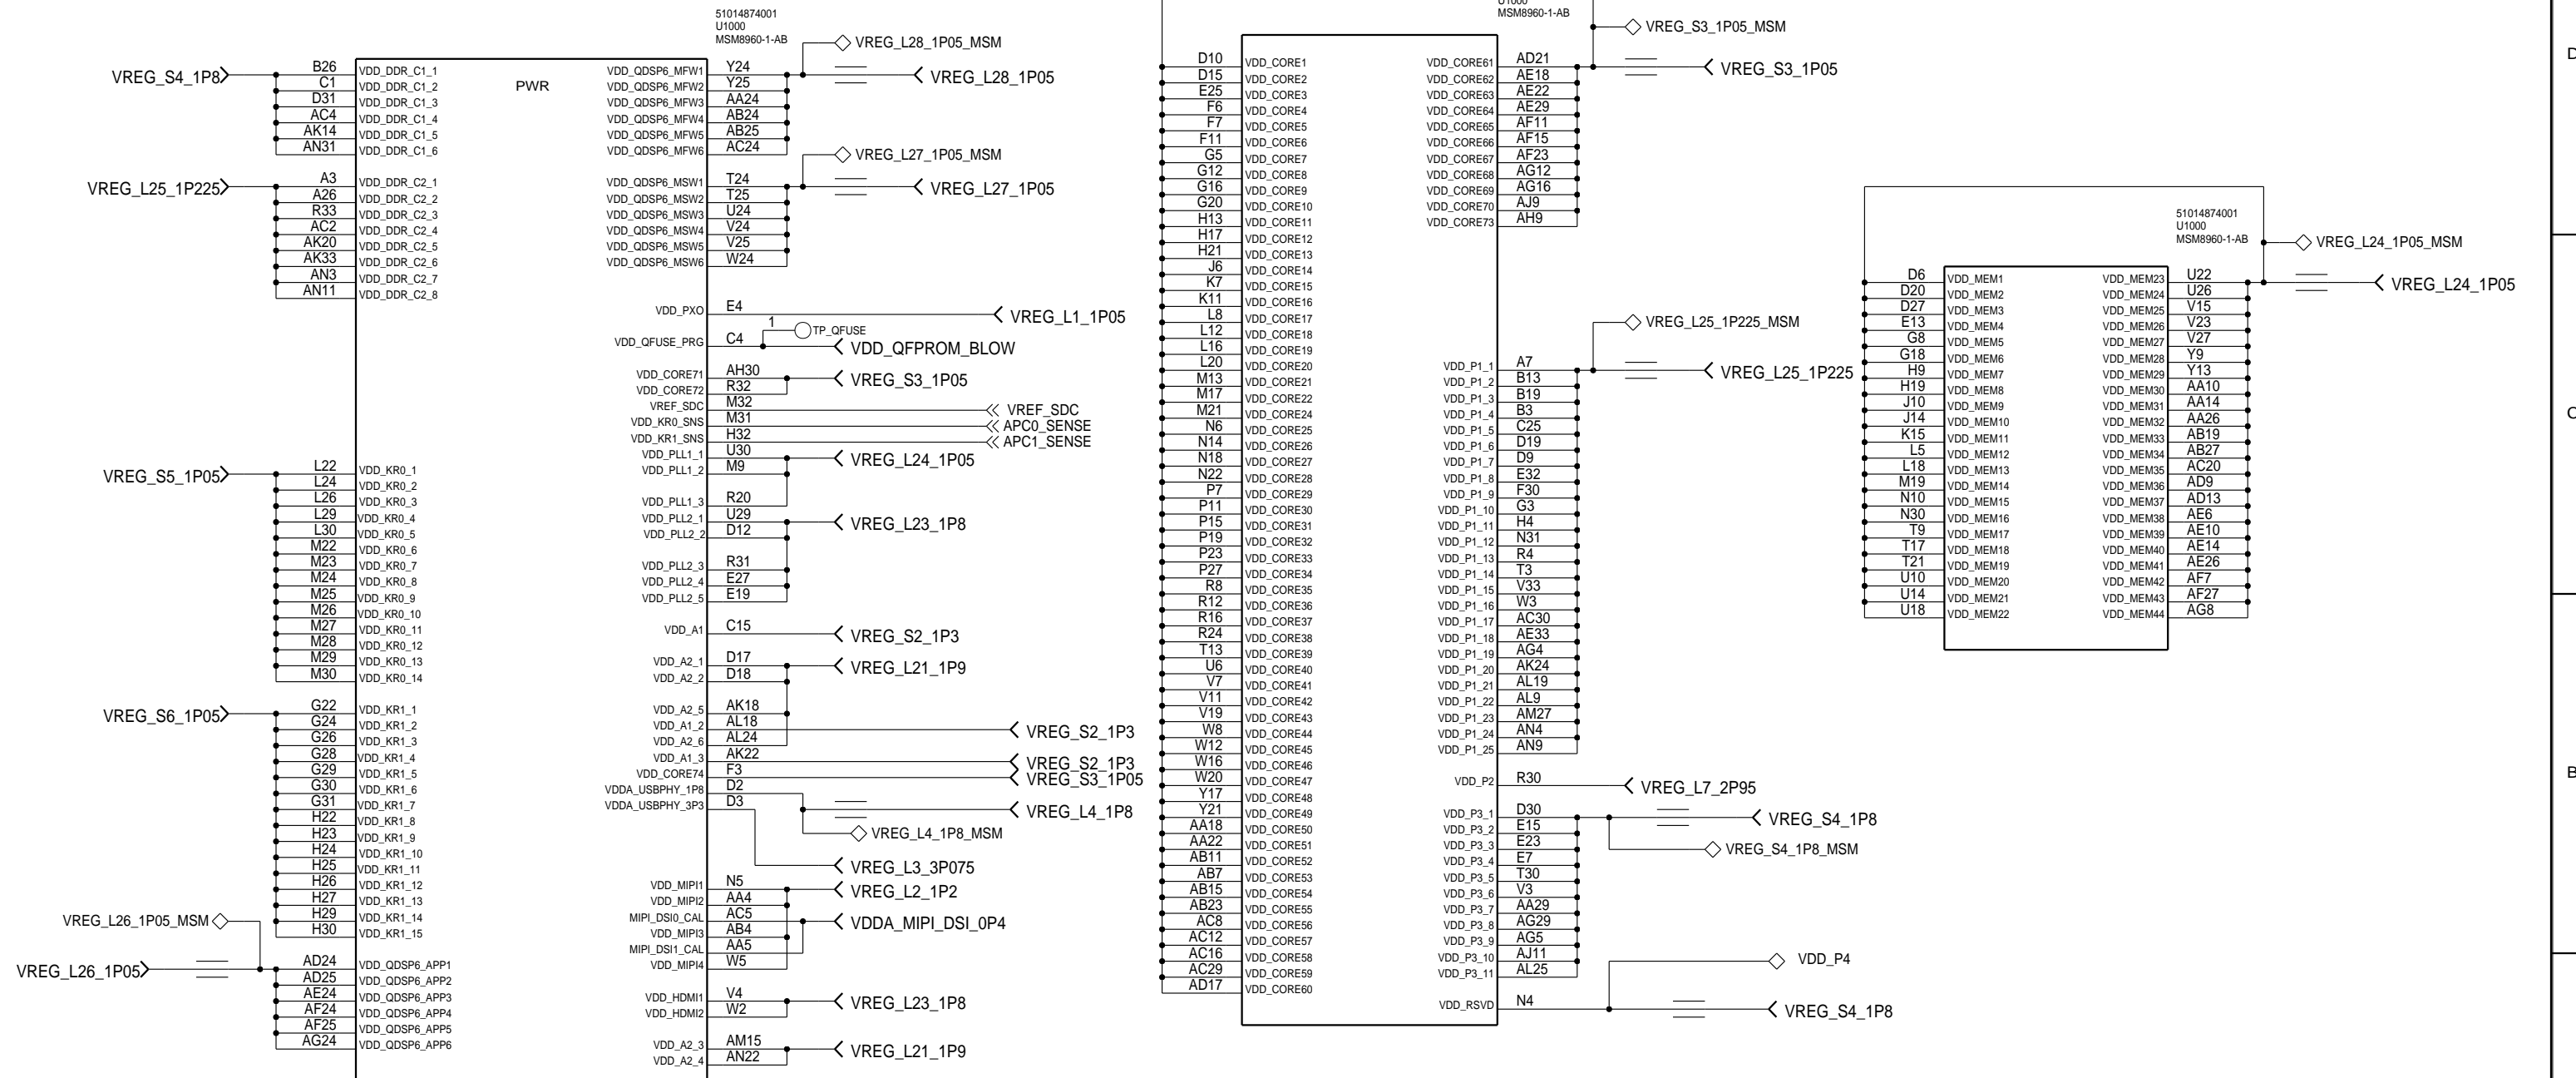 51014874001
U1000
MSM8960-1-AB
PWR
VREG_S4_1P8
B26 VDD_DDR_C1_1
C1 VDD_DDR_C1_2
D31 VDD_DDR_C1_3
AC4 VDD_DDR_C1_4
AK14 VDD_DDR_C1_5
AN31 VDD_DDR_C1_6
VREG_L25_1P225
A3 VDD_DDR_C2_1
A26 VDD_DDR_C2_2
R33 VDD_DDR_C2_3
AC2 VDD_DDR_C2_4
AK20 VDD_DDR_C2_5
AK33 VDD_DDR_C2_6
AN3 VDD_DDR_C2_7
AN11 VDD_DDR_C2_8
VREG_S5_1P05
L22 VDD_KR0_1
L24 VDD_KR0_2
L26 VDD_KR0_3
L29 VDD_KR0_4
L30 VDD_KR0_5
M22 VDD_KR0_6
M23 VDD_KR0_7
M24 VDD_KR0_8
M25 VDD_KR0_9
M26 VDD_KR0_10
M27 VDD_KR0_11
M28 VDD_KR0_12
M29 VDD_KR0_13
M30 VDD_KR0_14
VREG_S6_1P05
G22 VDD_KR1_1
G24 VDD_KR1_2
G26 VDD_KR1_3
G28 VDD_KR1_4
G29 VDD_KR1_5
G30 VDD_KR1_6
G31 VDD_KR1_7
H22 VDD_KR1_8
H23 VDD_KR1_9
H24 VDD_KR1_10
H25 VDD_KR1_11
H26 VDD_KR1_12
H27 VDD_KR1_13
H29 VDD_KR1_14
H30 VDD_KR1_15
VREG_L26_1P05_MSM
VREG_L26_1P05
AD24 VDD_QDSP6_APP1
AD25 VDD_QDSP6_APP2
AE24 VDD_QDSP6_APP3
AF24 VDD_QDSP6_APP4
AF25 VDD_QDSP6_APP5
AG24 VDD_QDSP6_APP6
VREG_L28_1P05_MSM
VDD_QDSP6_MFW1 Y24 VREG_L28_1P05
VDD_QDSP6_MFW2 Y25
VDD_QDSP6_MFW3 AA24
VDD_QDSP6_MFW4 AB24
VDD_QDSP6_MFW5 AB25
VDD_QDSP6_MFW6 AC24
VREG_L27_1P05_MSM
VDD_QDSP6_MSW1 T24 VREG_L27_1P05
VDD_QDSP6_MSW2 T25
VDD_QDSP6_MSW3 U24
VDD_QDSP6_MSW4 V24
VDD_QDSP6_MSW5 V25
VDD_QDSP6_MSW6 W24
VDD_PXO E4 VREG_L1_1P05
1 TP_QFUSE
VDD_QFUSE_PRG C4 VDD_QFPROM_BLOW
VDD_CORE71 AH30 VREG_S3_1P05
VDD_CORE72 R32
VREF_SDC M32 VREF_SDC
VDD_KR0_SNS M31 APC0_SENSE
VDD_KR1_SNS H32 APC1_SENSE
VDD_PLL1_1 U30 VREG_L24_1P05
VDD_PLL1_2 M9
VDD_PLL1_3 R20
VDD_PLL2_1 U29 VREG_L23_1P8
VDD_PLL2_2 D12
VDD_PLL2_3 R31
VDD_PLL2_4 E27
VDD_PLL2_5 E19
VDD_A1 C15 VREG_S2_1P3
VDD_A2_1 D17 VREG_L21_1P9
VDD_A2_2 D18
VDD_A2_5 AK18
VDD_A1_2 AL18 VREG_S2_1P3
VDD_A2_6 AL24
VDD_A1_3 AK22 VREG_S2_1P3
VDD_CORE74 F3 VREG_S3_1P05
VDDA_USBPHY_1P8 D2
VDDA_USBPHY_3P3 D3 VREG_L4_1P8
VREG_L4_1P8_MSM
VREG_L3_3P075
VDD_MIPI1 N5 VREG_L2_1P2
VDD_MIPI2 AA4
MIPI_DSI0_CAL AC5 VDDA_MIPI_DSI_0P4
VDD_MIPI3 AB4
MIPI_DSI1_CAL AA5
VDD_MIPI4 W5
VDD_HDMI1 V4 VREG_L23_1P8
VDD_HDMI2 W2
VDD_A2_3 AM15 VREG_L21_1P9
VDD_A2_4 AN22
U1000
MSM8960-1-AB
D10 VDD_CORE1
D15 VDD_CORE2
E25 VDD_CORE3
F6 VDD_CORE4
F7 VDD_CORE5
F11 VDD_CORE6
G5 VDD_CORE7
G12 VDD_CORE8
G16 VDD_CORE9
G20 VDD_CORE10
H13 VDD_CORE11
H17 VDD_CORE12
H21 VDD_CORE13
J6 VDD_CORE14
K7 VDD_CORE15
K11 VDD_CORE16
L8 VDD_CORE17
L12 VDD_CORE18
L16 VDD_CORE19
L20 VDD_CORE20
M13 VDD_CORE21
M17 VDD_CORE22
M21 VDD_CORE24
N6 VDD_CORE25
N14 VDD_CORE26
N18 VDD_CORE27
N22 VDD_CORE28
P7 VDD_CORE29
P11 VDD_CORE30
P15 VDD_CORE31
P19 VDD_CORE32
P23 VDD_CORE33
P27 VDD_CORE34
R8 VDD_CORE35
R12 VDD_CORE36
R16 VDD_CORE37
R24 VDD_CORE38
T13 VDD_CORE39
U6 VDD_CORE40
V7 VDD_CORE41
V11 VDD_CORE42
V19 VDD_CORE43
W8 VDD_CORE44
W12 VDD_CORE45
W16 VDD_CORE46
W20 VDD_CORE47
Y17 VDD_CORE48
Y21 VDD_CORE49
AA18 VDD_CORE50
AA22 VDD_CORE51
AB11 VDD_CORE52
AB7 VDD_CORE53
AB15 VDD_CORE54
AB23 VDD_CORE55
AC8 VDD_CORE56
AC12 VDD_CORE57
AC16 VDD_CORE58
AC29 VDD_CORE59
AD17 VDD_CORE60
VREG_S3_1P05_MSM
VDD_CORE61 AD21 VREG_S3_1P05
VDD_CORE62 AE18
VDD_CORE63 AE22
VDD_CORE64 AE29
VDD_CORE65 AF11
VDD_CORE66 AF15
VDD_CORE67 AF23
VDD_CORE68 AG12
VDD_CORE69 AG16
VDD_CORE70 AJ9
VDD_CORE73 AH9
VREG_L25_1P225_MSM
VDD_P1_1 A7 VREG_L25_1P225
VDD_P1_2 B13
VDD_P1_3 B19
VDD_P1_4 B3
VDD_P1_5 C25
VDD_P1_6 D19
VDD_P1_7 D9
VDD_P1_8 E32
VDD_P1_9 F30
VDD_P1_10 G3
VDD_P1_11 H4
VDD_P1_12 N31
VDD_P1_13 R4
VDD_P1_14 T3
VDD_P1_15 V33
VDD_P1_16 W3
VDD_P1_17 AC30
VDD_P1_18 AE33
VDD_P1_19 AG4
VDD_P1_20 AK24
VDD_P1_21 AL19
VDD_P1_22 AL9
VDD_P1_23 AM27
VDD_P1_24 AN4
VDD_P1_25 AN9
VDD_P2 R30 VREG_L7_2P95
VDD_P3_1 D30 VREG_S4_1P8
VDD_P3_2 E15
VDD_P3_3 E23 VREG_S4_1P8_MSM
VDD_P3_4 E7
VDD_P3_5 T30
VDD_P3_6 V3
VDD_P3_7 AA29
VDD_P3_8 AG29
VDD_P3_9 AG5
VDD_P3_10 AJ11
VDD_P3_11 AL25
VDD_P4
VDD_RSVD N4 VREG_S4_1P8
51014874001
U1000
MSM8960-1-AB
VREG_L24_1P05_MSM
VREG_L24_1P05
D6 VDD_MEM1 VDD_MEM23 U22
D20 VDD_MEM2 VDD_MEM24 U26
D27 VDD_MEM3 VDD_MEM25 V15
E13 VDD_MEM4 VDD_MEM26 V23
G8 VDD_MEM5 VDD_MEM27 V27
G18 VDD_MEM6 VDD_MEM28 Y9
H9 VDD_MEM7 VDD_MEM29 Y13
H19 VDD_MEM8 VDD_MEM30 AA10
J10 VDD_MEM9 VDD_MEM31 AA14
J14 VDD_MEM10 VDD_MEM32 AA26
K15 VDD_MEM11 VDD_MEM33 AB19
L5 VDD_MEM12 VDD_MEM34 AB27
L18 VDD_MEM13 VDD_MEM35 AC20
M19 VDD_MEM14 VDD_MEM36 AD9
N10 VDD_MEM15 VDD_MEM37 AD13
N30 VDD_MEM16 VDD_MEM38 AE6
T9 VDD_MEM17 VDD_MEM39 AE10
T17 VDD_MEM18 VDD_MEM40 AE14
T21 VDD_MEM19 VDD_MEM41 AE26
U10 VDD_MEM20 VDD_MEM42 AF7
U14 VDD_MEM21 VDD_MEM43 AF27
U18 VDD_MEM22 VDD_MEM44 AG8